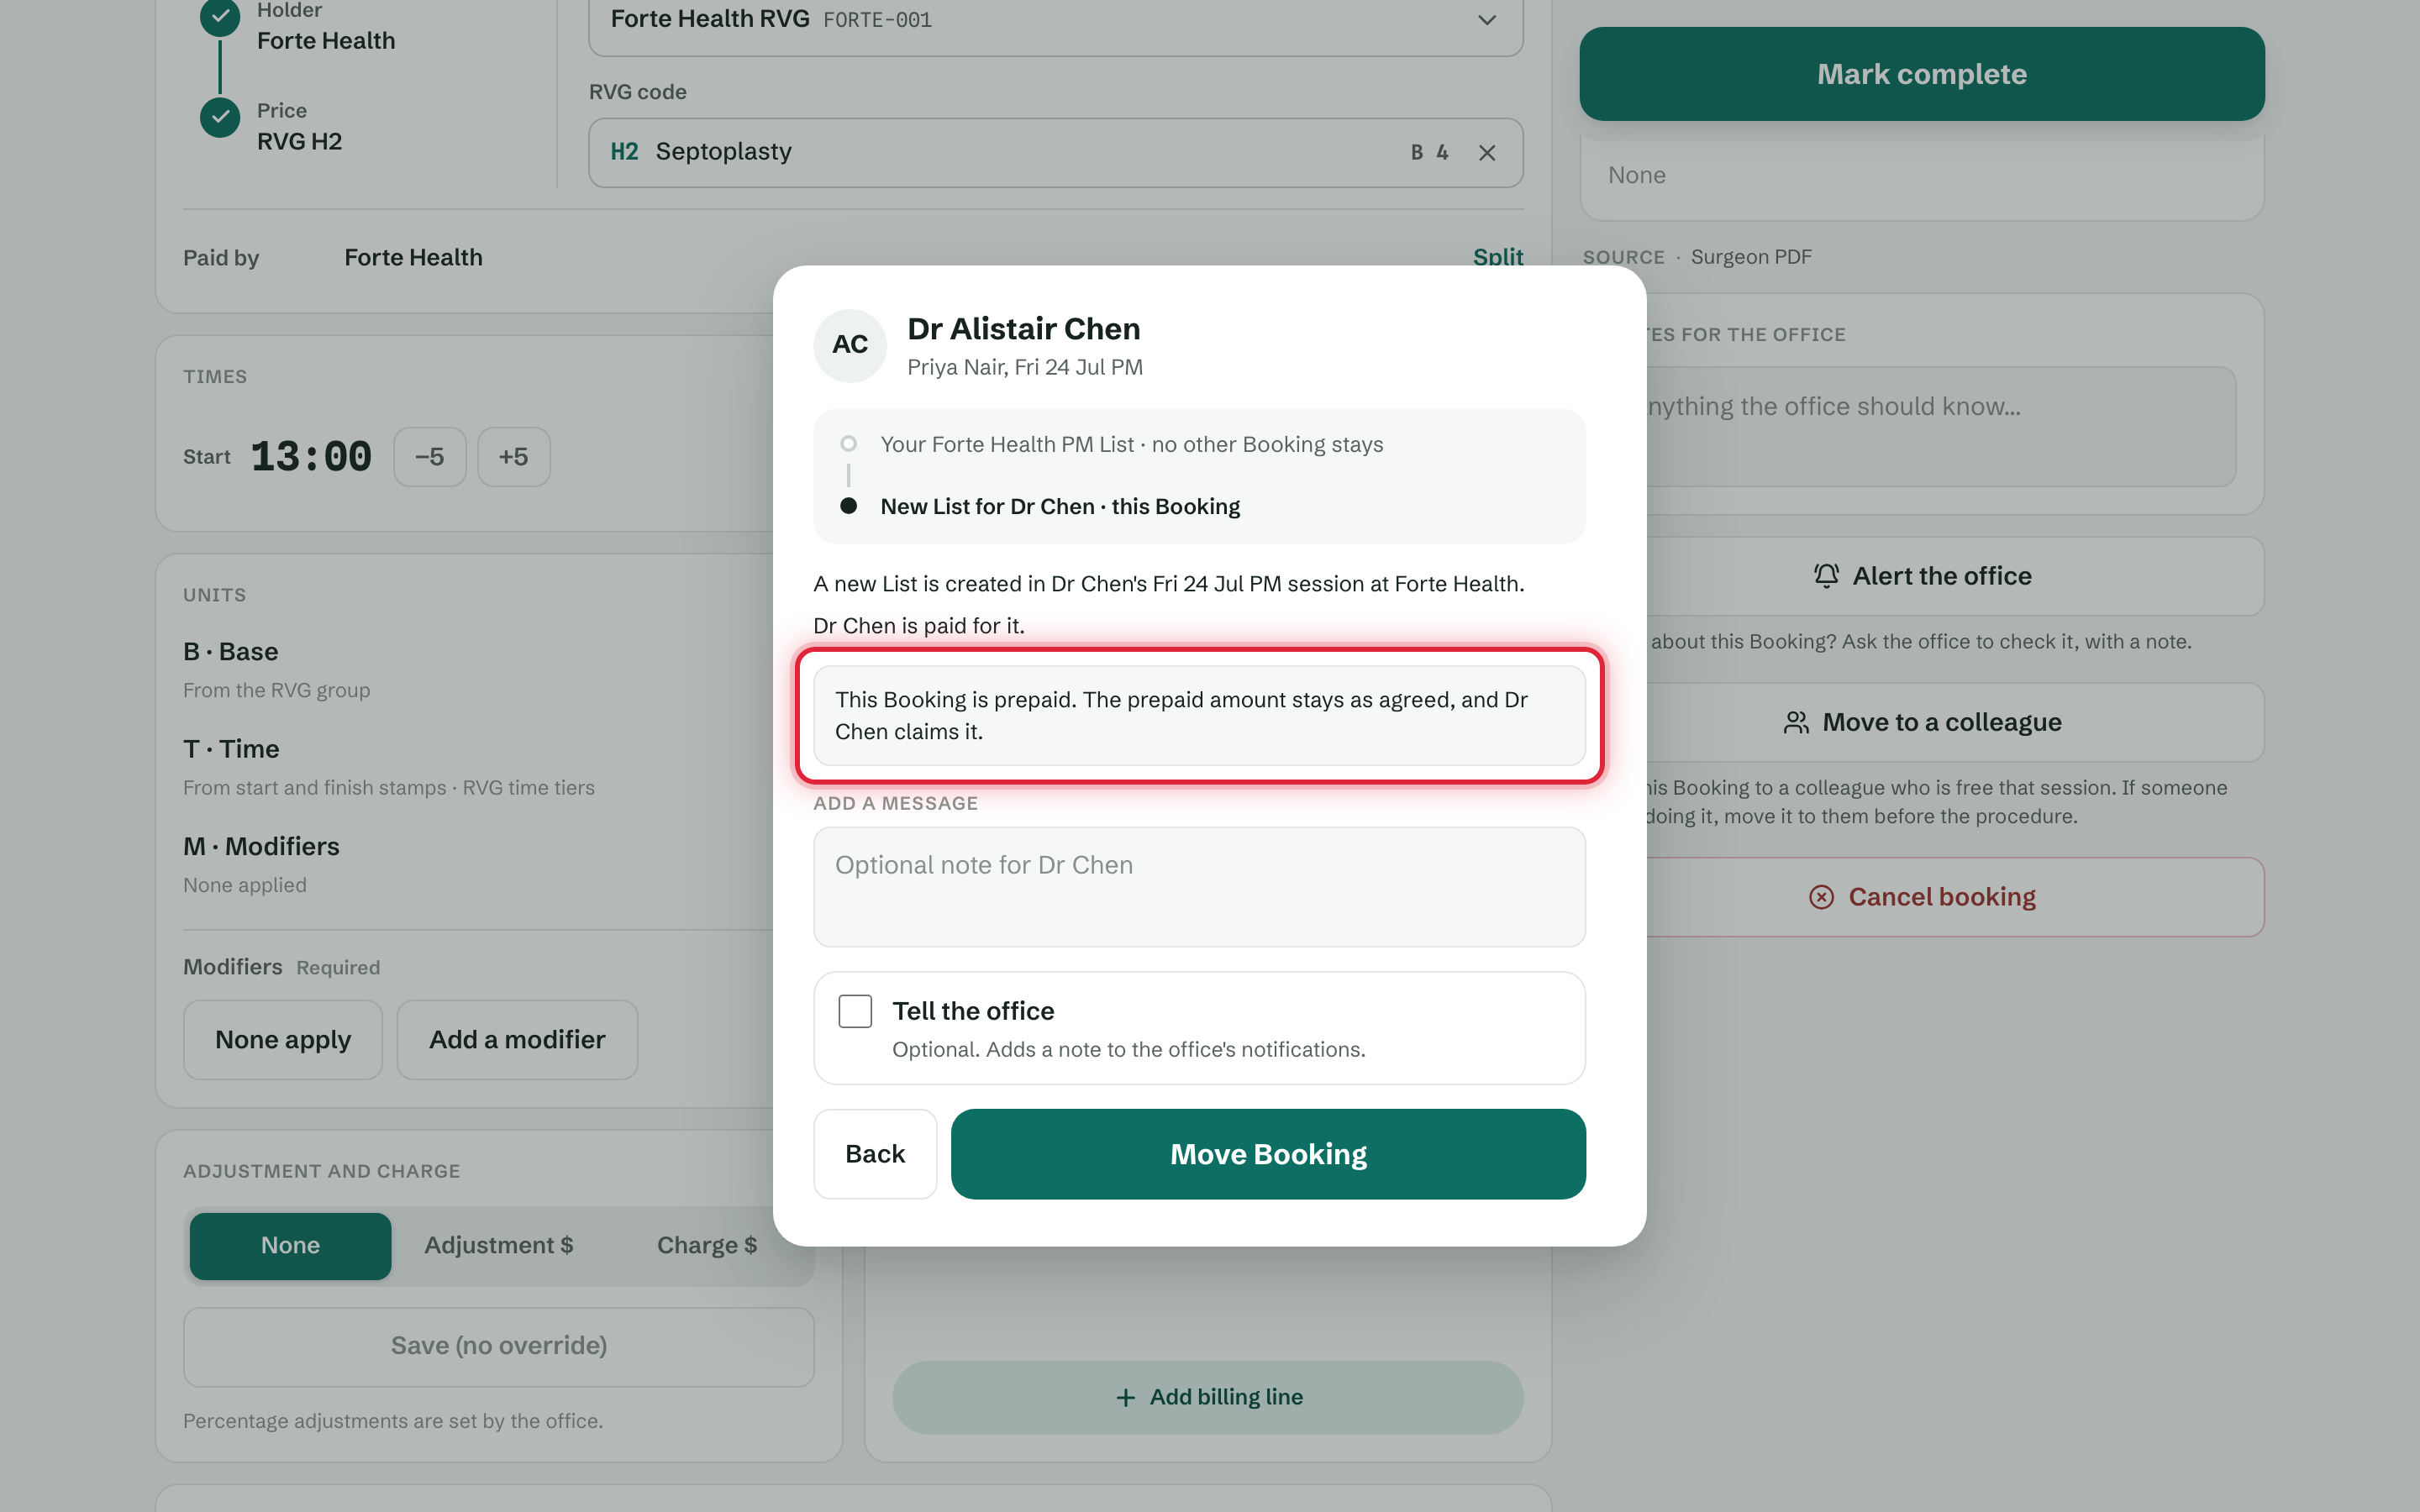 Holder
Forte Health
Price
RVG H2
Forte Health RVG FORTE-001
RVG code
H2 Septoplasty B 4
Paid by Forte Health Split
TIMES
Start 13:00 −5 +5
UNITS
B · Base
From the RVG group
T · Time
From start and finish stamps · RVG time tiers
M · Modifiers
None applied
Modifiers Required
None apply Add a modifier
ADJUSTMENT AND CHARGE
None Adjustment $ Charge $
Save (no override)
Percentage adjustments are set by the office.
Add billing line
AC
Dr Alistair Chen
Priya Nair, Fri 24 Jul PM
Your Forte Health PM List · no other Booking stays
New List for Dr Chen · this Booking
A new List is created in Dr Chen's Fri 24 Jul PM session at Forte Health.
Dr Chen is paid for it.
This Booking is prepaid. The prepaid amount stays as agreed, and Dr
Chen claims it.
ADD A MESSAGE
Optional note for Dr Chen
Tell the office
Optional. Adds a note to the office's notifications.
Back Move Booking
Mark complete
None
SOURCE · Surgeon PDF
FOR THE OFFICE
the office should know...
Alert the office
about this Booking? Ask the office to check it, with a note.
Move to a colleague
Booking to a colleague who is free that session. If someone
doing it, move it to them before the procedure.
Cancel booking